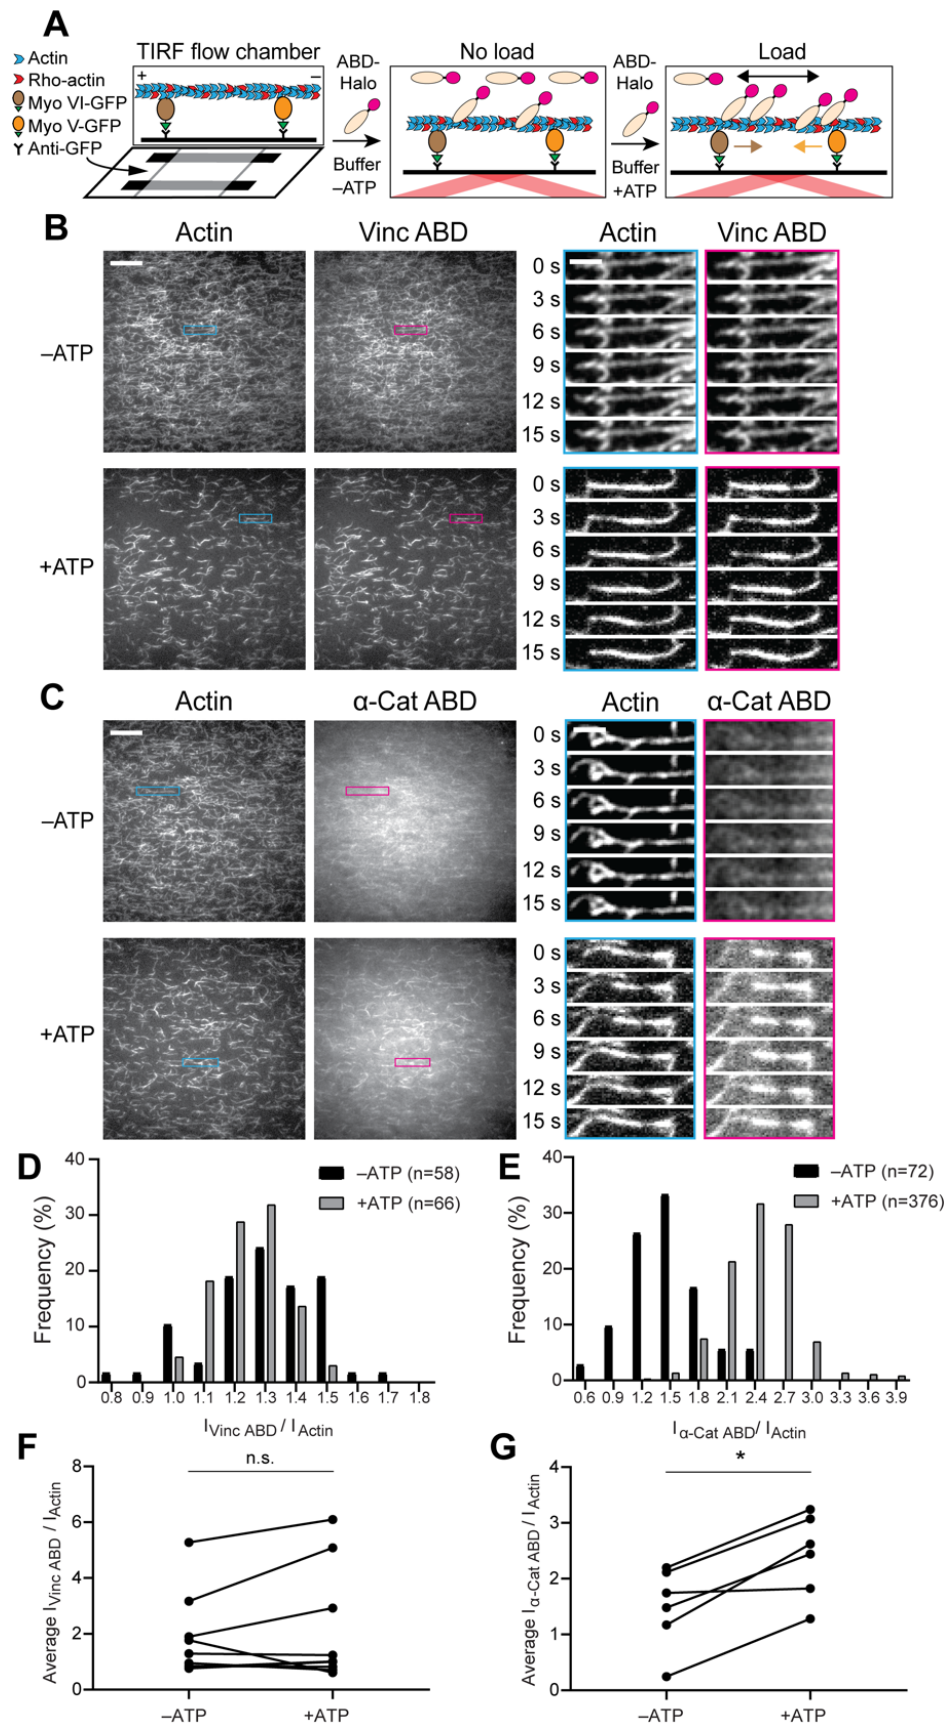 A
TIRF flow chamber
No load
Load
Actin
Rho-actin
Myo VI-GFP
Myo V-GFP
Anti-GFP
+
–
ABD-
Halo
Buffer
–ATP
ABD-
Halo
Buffer
+ATP
B
Actin
Vinc ABD
Actin
Vinc ABD
–ATP
0 s
3 s
6 s
9 s
12 s
15 s
+ATP
0 s
3 s
6 s
9 s
12 s
15 s
C
Actin
α-Cat ABD
Actin
α-Cat ABD
–ATP
0 s
3 s
6 s
9 s
12 s
15 s
+ATP
0 s
3 s
6 s
9 s
12 s
15 s
D
–ATP (n=58)
+ATP (n=66)
Frequency (%)
40
30
20
10
0
0.8 0.9 1.0 1.1 1.2 1.3 1.4 1.5 1.6 1.7 1.8
I Vinc ABD / I Actin
E
–ATP (n=72)
+ATP (n=376)
Frequency (%)
40
30
20
10
0
0.6 0.9 1.2 1.5 1.8 2.1 2.4 2.7 3.0 3.3 3.6 3.9
I α-Cat ABD/ I Actin
F
n.s.
Average I Vinc ABD / I Actin
8
6
4
2
0
–ATP +ATP
G
*
Average I α-Cat ABD / I Actin
4
3
2
1
0
–ATP +ATP